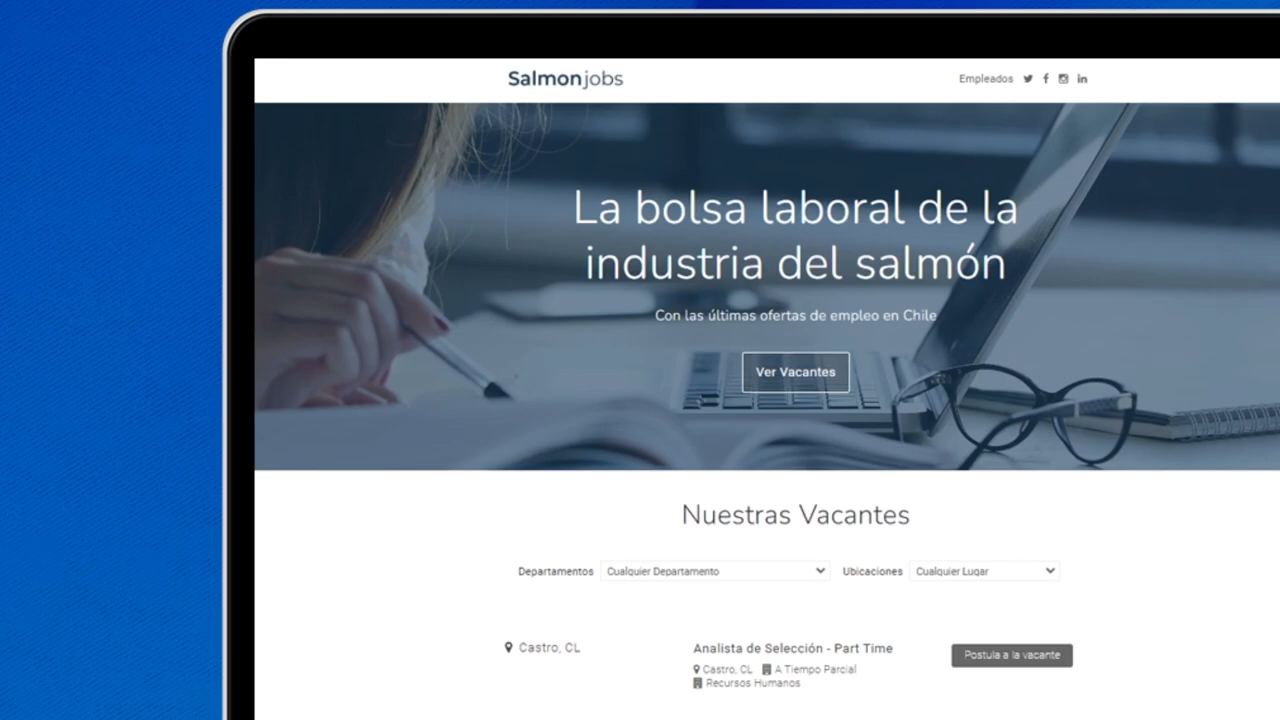 Salmonjobs
Empleados
La bolsa laboral de la
industria del salmón
Con las últimas ofertas de empleo en Chile
Ver Vacantes
Nuestras Vacantes
Departamentos Cualquier Departamento Ubicaciones Cualquier Lugar
Castro, CL
Analista de Selección - Part Time
Castro, CL A Tiempo Parcial
Recursos Humanos
Postula a la vacante